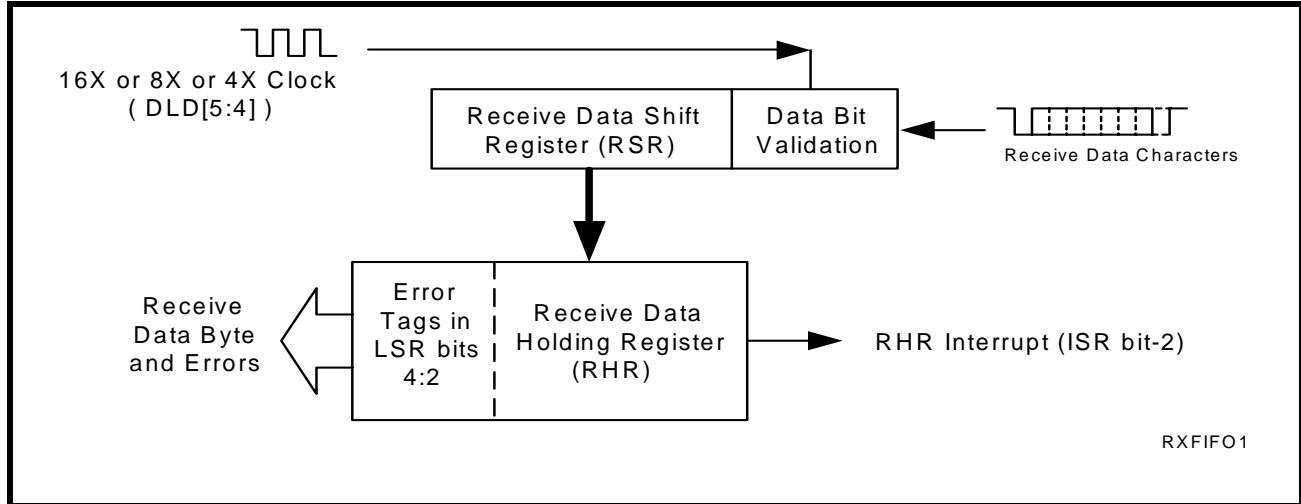 16X or 8X or 4X Clock
( DLD[5:4] )
Receive Data Shift
Register (RSR)
Data Bit
Validation
Receive Data Characters
Receive
Data Byte
and Errors
Error
Tags in
LSR bits
4:2
Receive Data
Holding Register
(RHR)
RHR Interrupt (ISR bit-2)
RXFIFO1